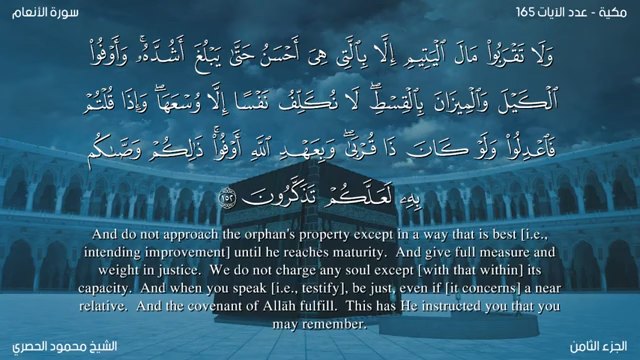 سورة الأنعام
مكية - عدد الآيات 165
وَلَا تَقْرَبُوا۟ مَالَ ٱلْيَتِيمِ إِلَّا بِٱلَّتِى هِىَ أَحْسَنُ حَتَّىٰ يَبْلُغَ أَشُدَّهُۥ ۖ وَأَوْفُوا۟
ٱلْكَيْلَ وَٱلْمِيزَانَ بِٱلْقِسْطِ ۖ لَا نُكَلِّفُ نَفْسًا إِلَّا وُسْعَهَا ۖ وَإِذَا قُلْتُمْ
فَٱعْدِلُوا۟ وَلَوْ كَانَ ذَا قُرْبَىٰ ۖ وَبِعَهْدِ ٱللَّهِ أَوْفُوا۟ ۚ ذَٰلِكُمْ وَصَّىٰكُم
بِهِۦ لَعَلَّكُمْ تَذَكَّرُونَ ١٥٢
And do not approach the orphan's property except in a way that is best [i.e.,
intending improvement] until he reaches maturity. And give full measure and
weight in justice. We do not charge any soul except [with that within] its
capacity. And when you speak [i.e., testify], be just, even if [it concerns] a near
relative. And the covenant of Allāh fulfill. This has He instructed you that you
may remember.
الشيخ محمود الحصري
الجزء الثامن